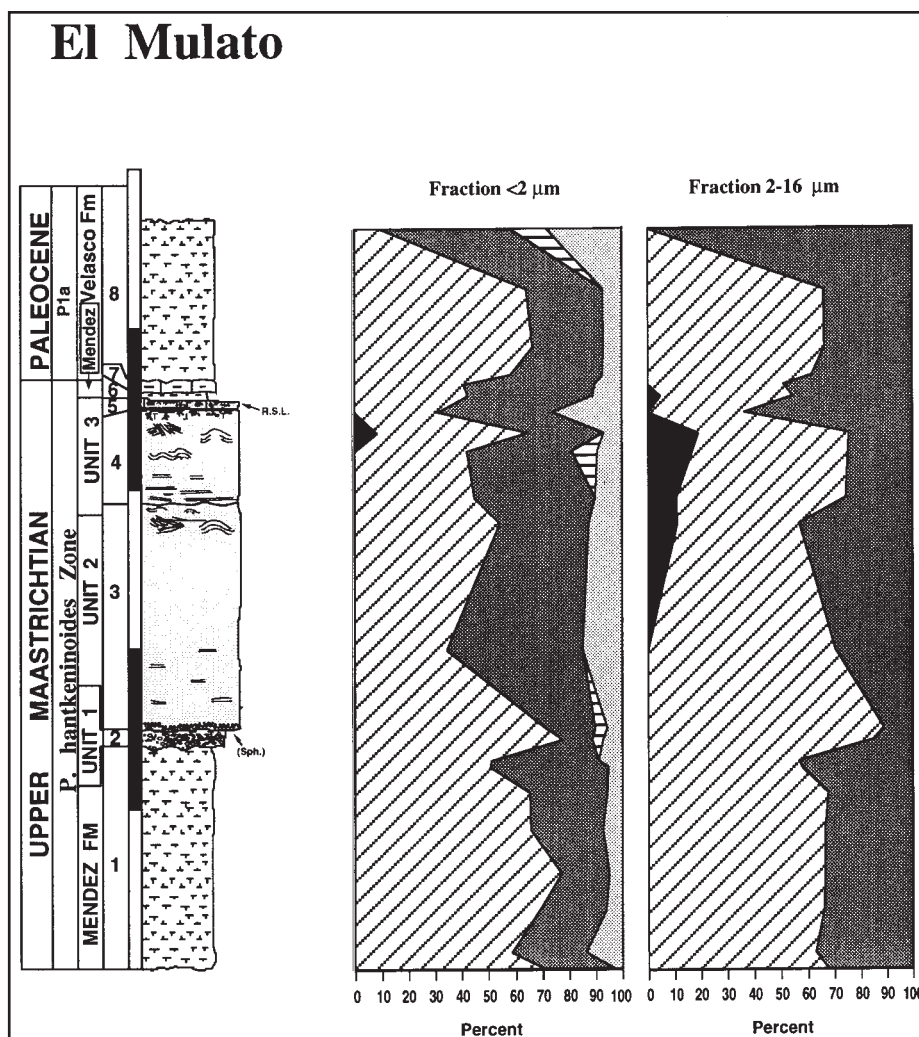 El Mulato
Fraction <2 µm
Fraction 2-16 µm
PALEOCENE
P1a
Velasco Fm
Mendez
8
7
6
5
R.S.L.
UPPER MAASTRICHTIAN
P. hantkeninoides Zone
UNIT 3
4
UNIT 2
3
UNIT 1
2
(Sph.)
MENDEZ FM
1
0 10 20 30 40 50 60 70 80 90 100
0 10 20 30 40 50 60 70 80 90 100
Percent
Percent